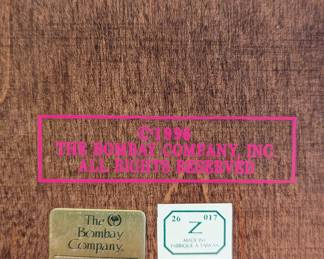 ©1996
THE BOMBAY COMPANY, INC.
ALL RIGHTS RESERVED
The
Bombay
Company.
26 017
Z
MADE IN
FABRIQUE A TAIWAN